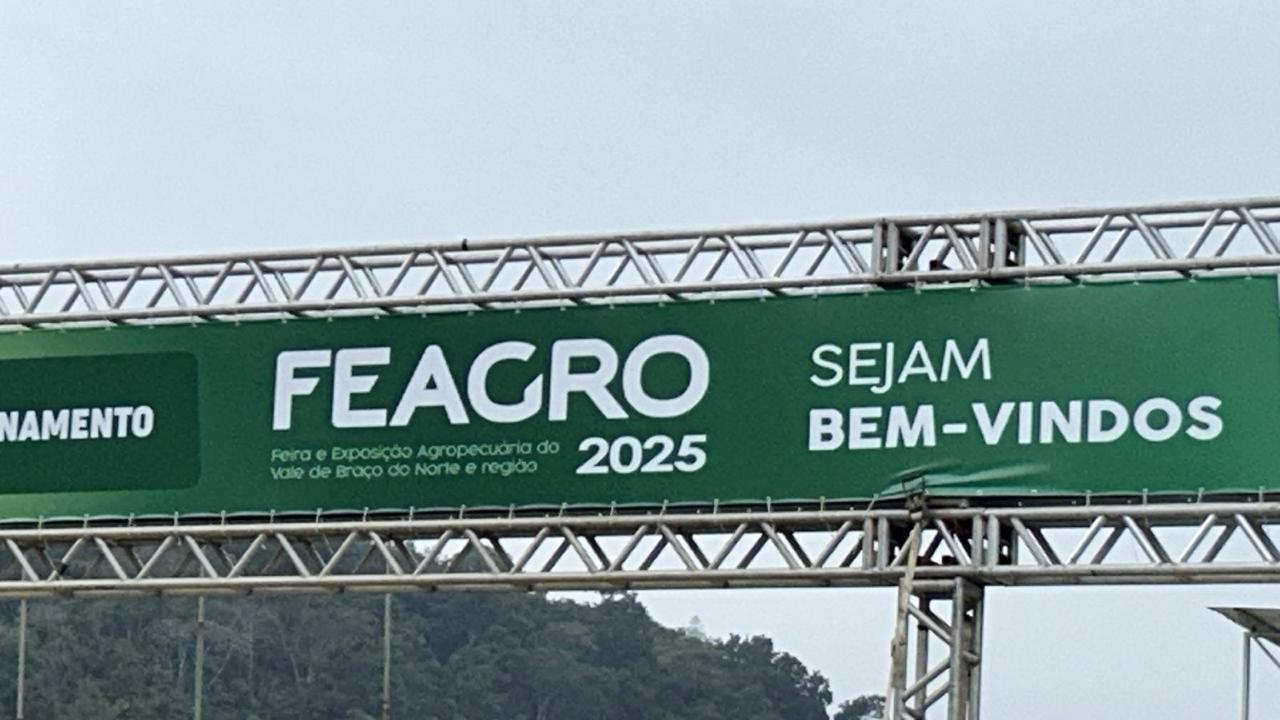 NAMENTO
FEAGRO
Feira e Exposição Agropecuária do
Vale de Braço do Norte e região
2025
SEJAM
BEM-VINDOS